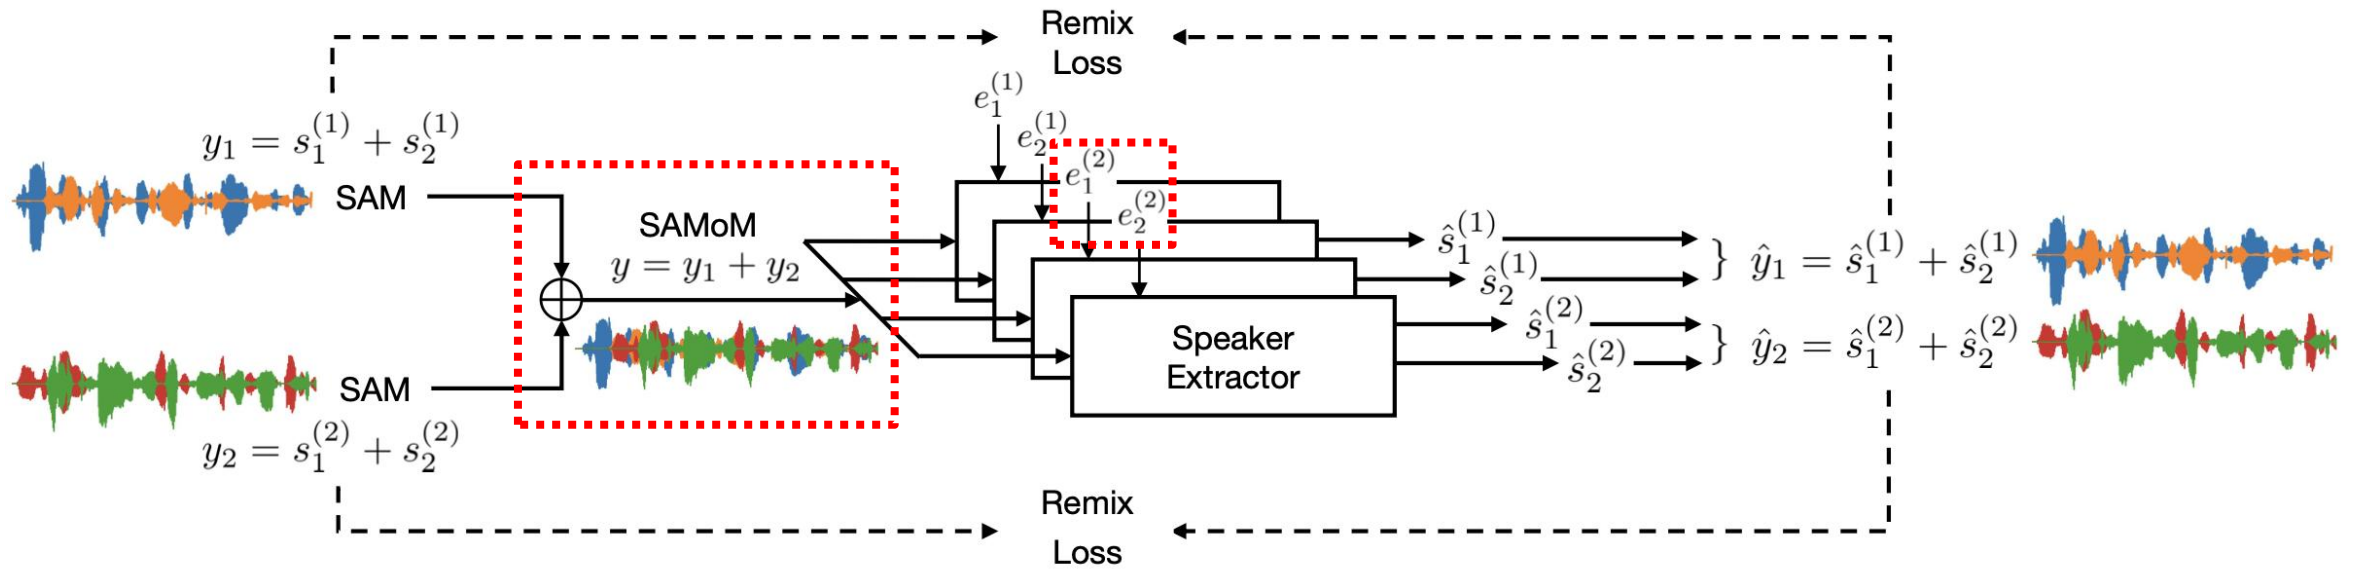 Remix
Loss
e_1^{(1)}
e_2^{(1)}
e_1^{(2)}
e_2^{(2)}
y_1 = s_1^{(1)} + s_2^{(1)}
SAM
SAMoM
y = y_1 + y_2
SAM
y_2 = s_1^{(2)} + s_2^{(2)}
Speaker
Extractor
ŝ_1^{(1)}
ŝ_2^{(1)}
ŝ_1^{(2)}
ŝ_2^{(2)}
} ŷ_1 = ŝ_1^{(1)} + ŝ_2^{(1)}
} ŷ_2 = ŝ_1^{(2)} + ŝ_2^{(2)}
Remix
Loss